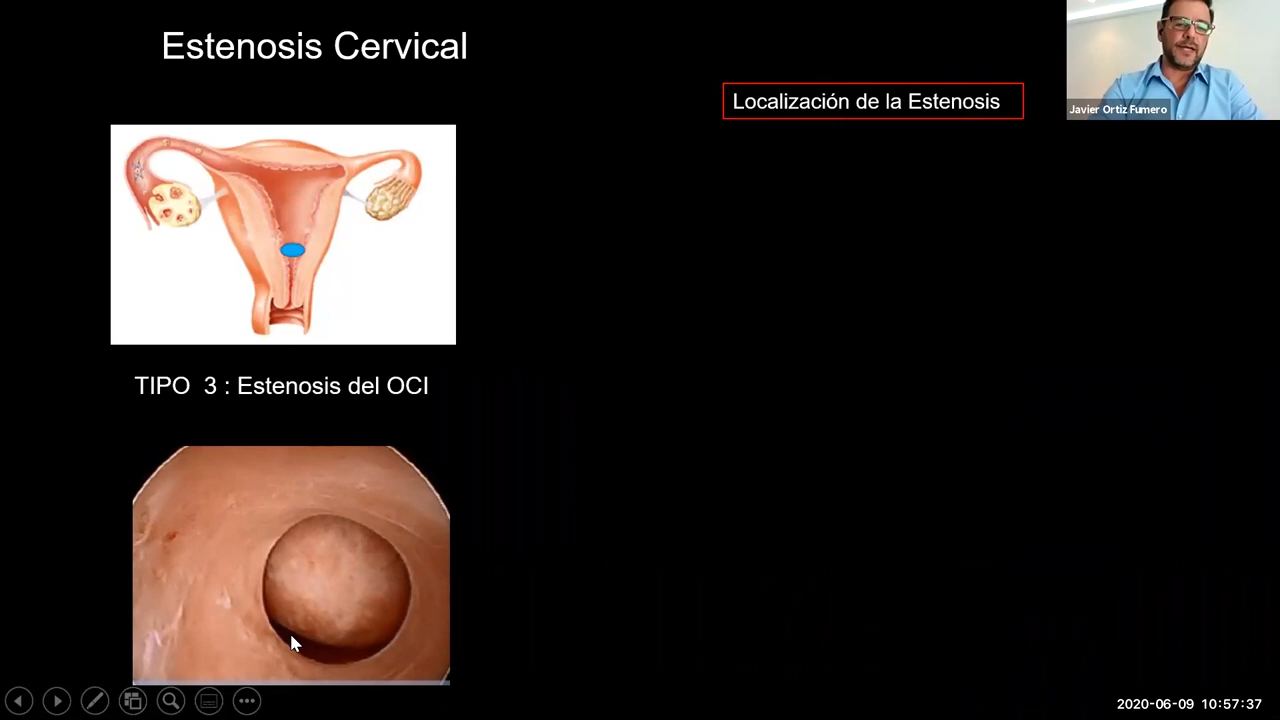 Estenosis Cervical
Localización de la Estenosis
Javier Ortiz Fumero
TIPO 3 : Estenosis del OCI
2020-06-09 10:57:37